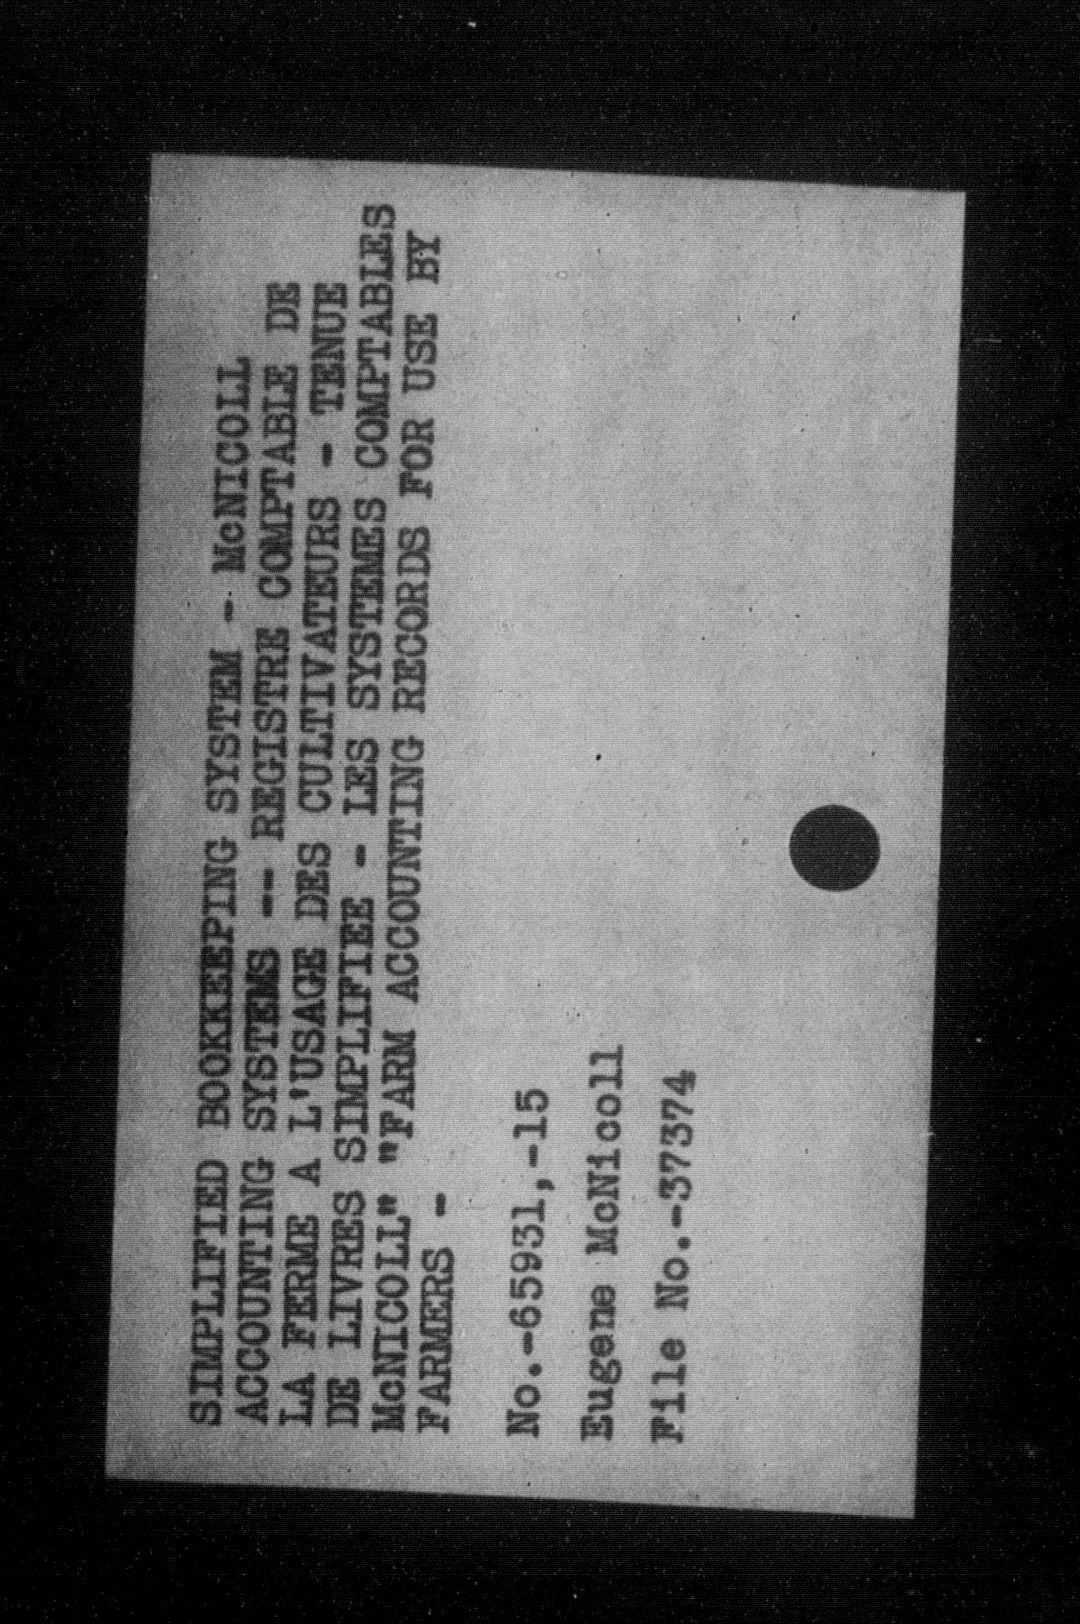 SIMPLIFIED BOOKKEEPING SYSTEM - McNICOLL
ACCOUNTING SYSTEMS -- REGISTRE COMPTABLE DE
LA FERME A L'USAGE DES CULTIVATEURS - TENUE
DE LIVRES SIMPLIFIEE - LES SYSTEMES COMPTABLES
McNICOLL" "FARM ACCOUNTING RECORDS FOR USE BY
FARMERS -
No.-65931,-15
Eugene McNicoll
File No.-37374